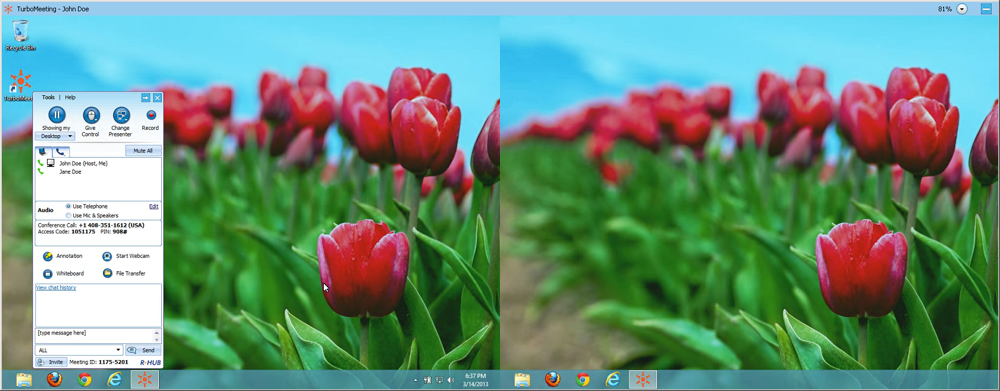 TurboMeeting - John Doe
81%
Recycle Bin
TurboMeet
Tools | Help
Showing my
Desktop
Give
Control
Change
Presenter
Record
Mute All
John Doe (Host, Me)
Jane Doe
Audio
Use Telephone
Edit
Use Mic & Speakers
Conference Call: +1 408-351-1612 (USA)
Access Code: 1051175 PIN: 908#
Annotation
Start Webcam
Whiteboard
File Transfer
View chat history
[type message here]
ALL
Send
Invite
Meeting ID: 1175-5201
R·HUB
6:37 PM
3/14/2013